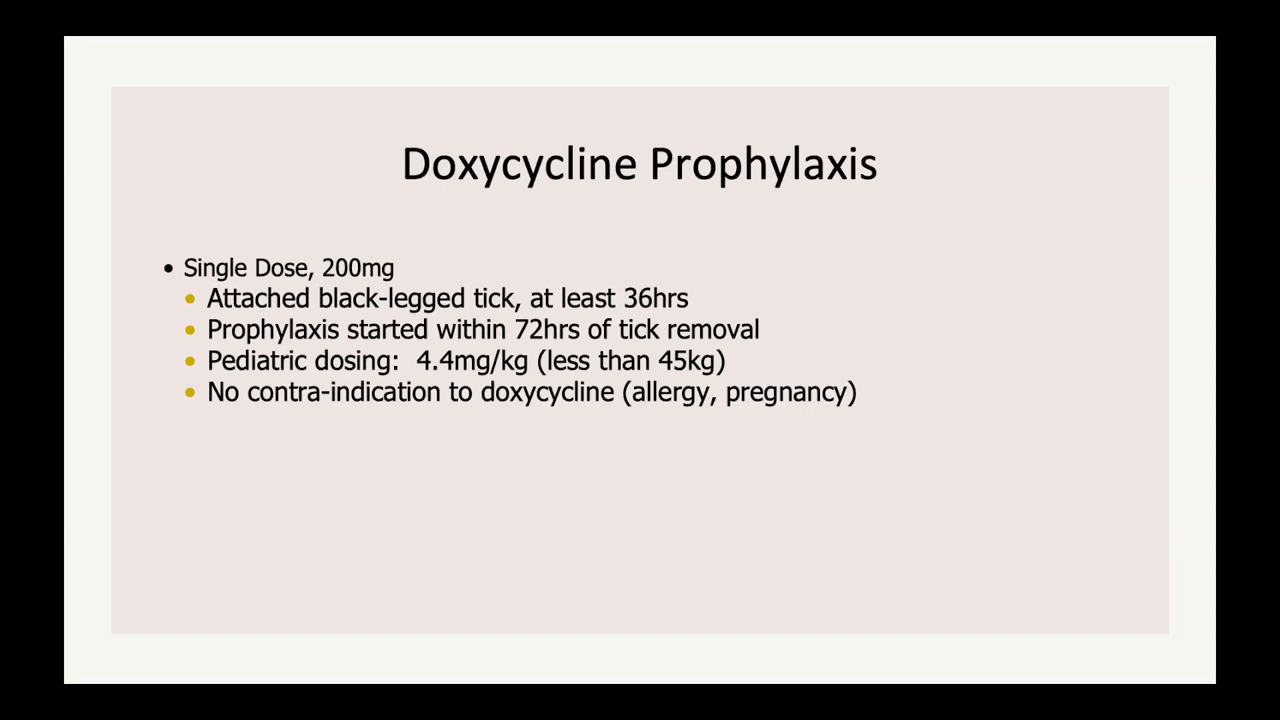 Doxycycline Prophylaxis
• Single Dose, 200mg
• Attached black-legged tick, at least 36hrs
• Prophylaxis started within 72hrs of tick removal
• Pediatric dosing:  4.4mg/kg (less than 45kg)
• No contra-indication to doxycycline (allergy, pregnancy)